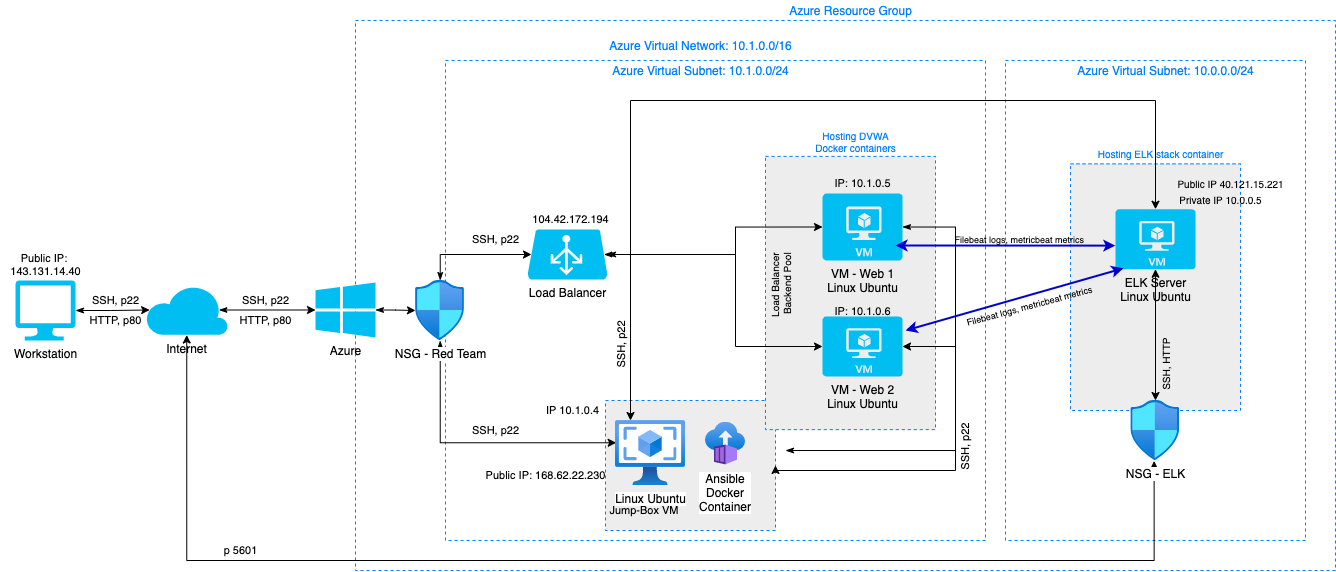 Azure Resource Group
Azure Virtual Network: 10.1.0.0/16
Azure Virtual Subnet: 10.1.0.0/24
Azure Virtual Subnet: 10.0.0.0/24
Hosting DVWA
Docker containers
Hosting ELK stack container
IP: 10.1.0.5
Public IP 40.121.15.221
Private IP 10.0.0.5
104.42.172.194
SSH, p22
VM
Filebeat logs, metricbeat metrics
VM
Public IP:
143.131.14.40
Load Balancer
Backend Pool
VM - Web 1
Linux Ubuntu
ELK Server
Linux Ubuntu
Load Balancer
SSH, p22
HTTP, p80
SSH, p22
HTTP, p80
IP: 10.1.0.6
Filebeat logs, metricbeat metrics
Workstation
Internet
Azure
NSG - Red Team
SSH, p22
VM
SSH, HTTP
VM - Web 2
Linux Ubuntu
IP 10.1.0.4
SSH, p22
SSH, p22
Public IP: 168.62.22.230
Linux Ubuntu
Jump-Box VM
Ansible
Docker
Container
NSG - ELK
p 5601